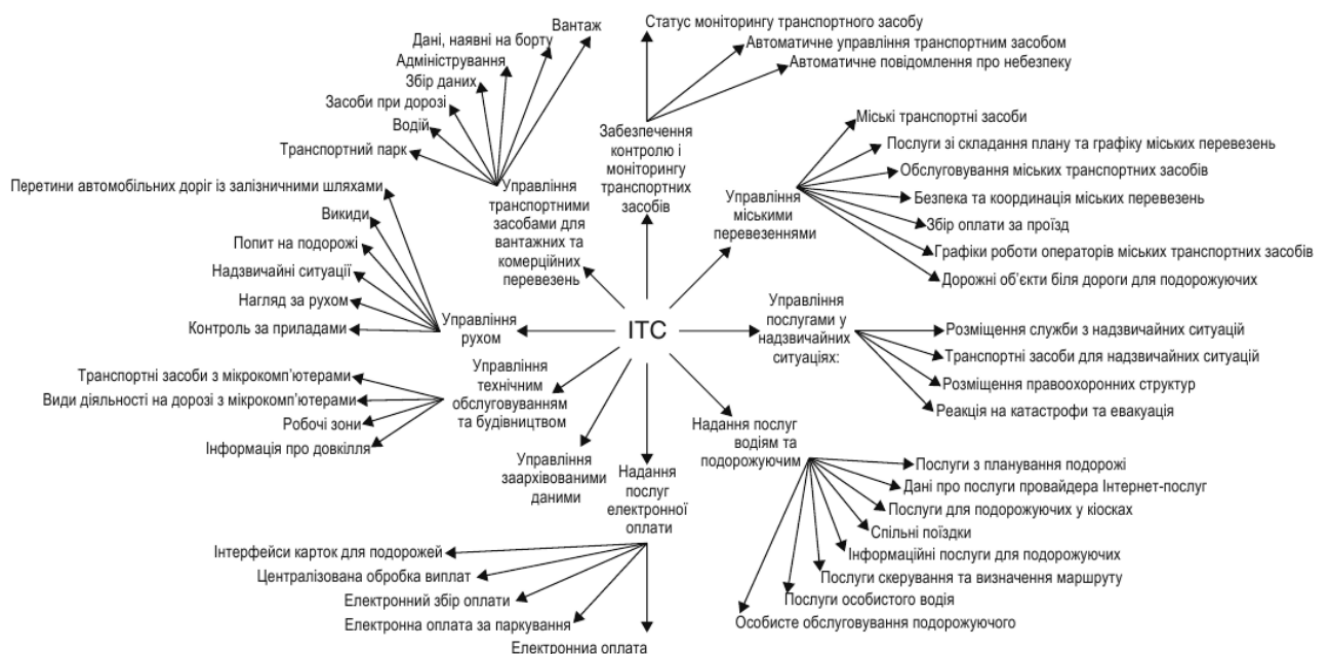 Вантаж
Дані, наявні на борту
Адміністрування
Збір даних
Засоби при дорозі
Водій
Транспортний парк
Управління
транспортними
засобами для
вантажних та
комерційних
перевезень
Статус моніторингу транспортного засобу
Автоматичне управління транспортним засобом
Автоматичне повідомлення про небезпеку
Забезпечення
контролю і
моніторингу
транспортних
засобів
Міські транспортні засоби
Послуги зі складання плану та графіку міських перевезень
Обслуговування міських транспортних засобів
Безпека та координація міських перевезень
Збір оплати за проїзд
Графіки роботи операторів міських транспортних засобів
Дорожні об’єкти біля дороги для подорожуючих
Управління
міськими
перевезеннями
Перетини автомобільних доріг із залізничними шляхами
Викиди
Попит на подорожі
Надзвичайні ситуації
Нагляд за рухом
Контроль за приладами
Управління
рухом
ІТС
Управління
послугами у
надзвичайних
ситуаціях:
Розміщення служби з надзвичайних ситуацій
Транспортні засоби для надзвичайних ситуацій
Розміщення правоохоронних структур
Реакція на катастрофи та евакуація
Транспортні засоби з мікрокомп’ютерами
Види діяльності на дорозі з мікрокомп’ютерами
Робочі зони
Інформація про довкілля
Управління
технічним
обслуговуванням
та будівництвом
Управління
заархівованими
даними
Надання
послуг
електронної
оплати
Надання послуг
водіям та
подорожуючим
Послуги з планування подорожі
Дані про послуги провайдера Інтернет-послуг
Послуги для подорожуючих у кіосках
Спільні поїздки
Інформаційні послуги для подорожуючих
Послуги скерування та визначення маршруту
Послуги особистого водія
Особисте обслуговування подорожуючого
Інтерфейси карток для подорожей
Централізована обробка виплат
Електронний збір оплати
Електронна оплата за паркування
Електронниа оплата